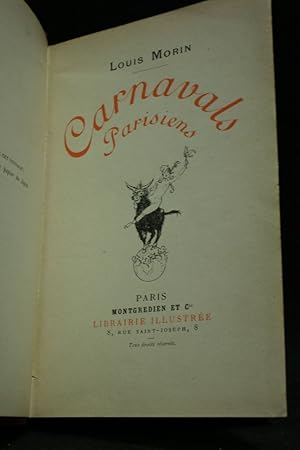 Louis Morin
Carnavals
Parisiens
PARIS
MONTGREDIEN ET Cie
LIBRAIRIE ILLUSTRÉE
8, RUE SAINT-JOSEPH, 8
Tous droits réservés.